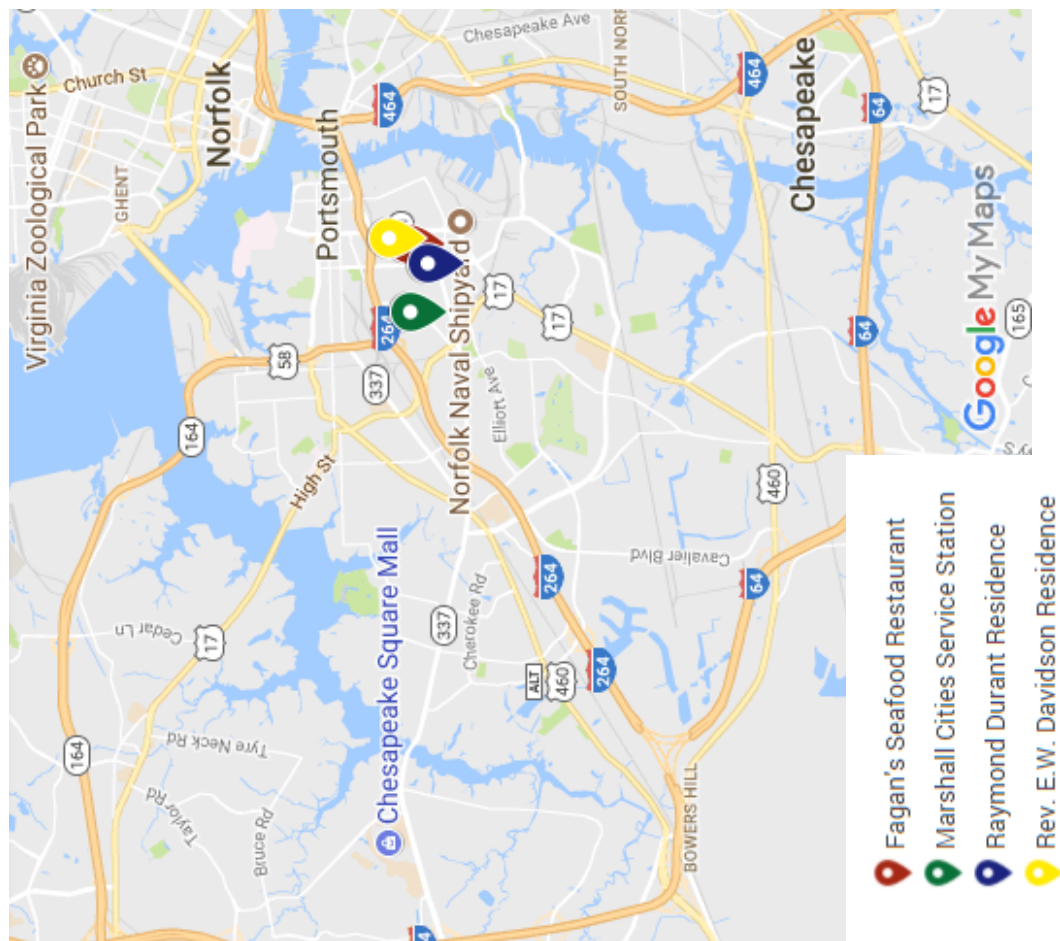 Virginia Zoological Park
Church St
GHENT
Norfolk
Portsmouth
Chesapeake Ave
SOUTH NORF
464
464
Chesapeake
64
17
58
164
264
337
Norfolk Naval Shipyard
17
17
64
165
Elliott Ave
High St
460
Cavalier Blvd
264
64
Chesapeake Square Mall
337
Cherokee Rd
ALT
460
264
Cedar Ln
17
164
Tyre Neck Rd
Taylor Rd
Bruce Rd
BOWERS HILL
Google My Maps
Fagan's Seafood Restaurant
Marshall Cities Service Station
Raymond Durant Residence
Rev. E.W. Davidson Residence